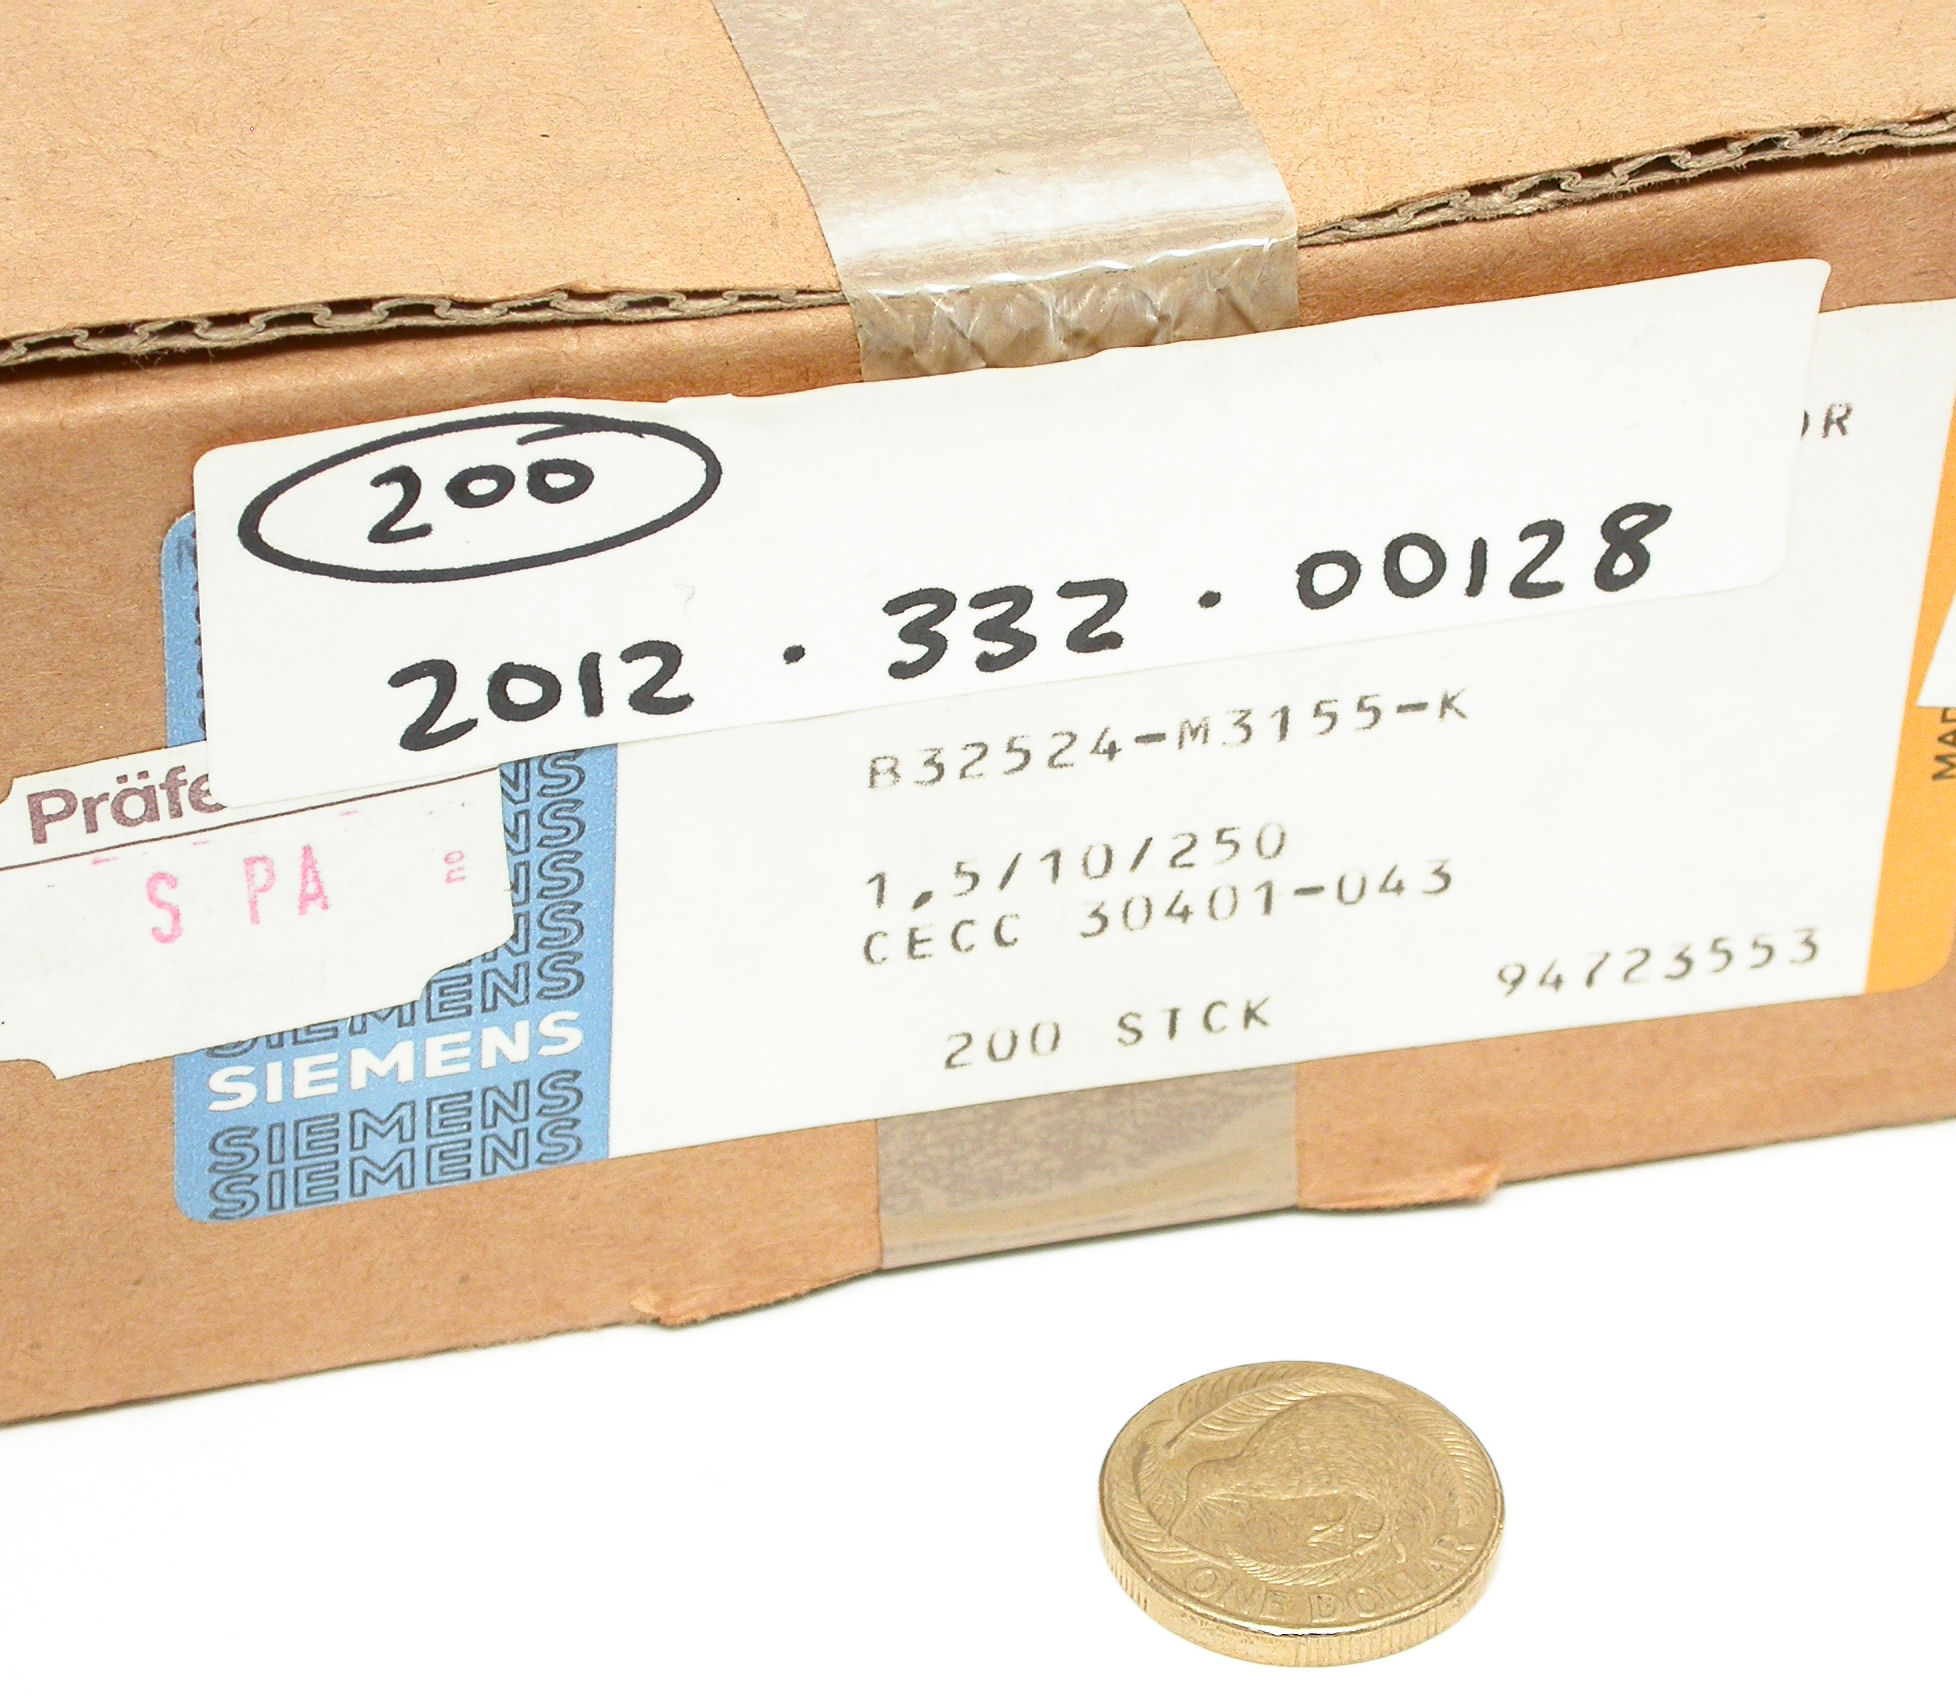 200
2012 · 332 · 00128
B32524-M3155-K
1,5/10/250
CECC 30401-043
94723553
200 STCK
S PA
SIEMENS
SIEMENS
SIEMENS
SIEMENS
SIEMENS
ONE DOLLAR